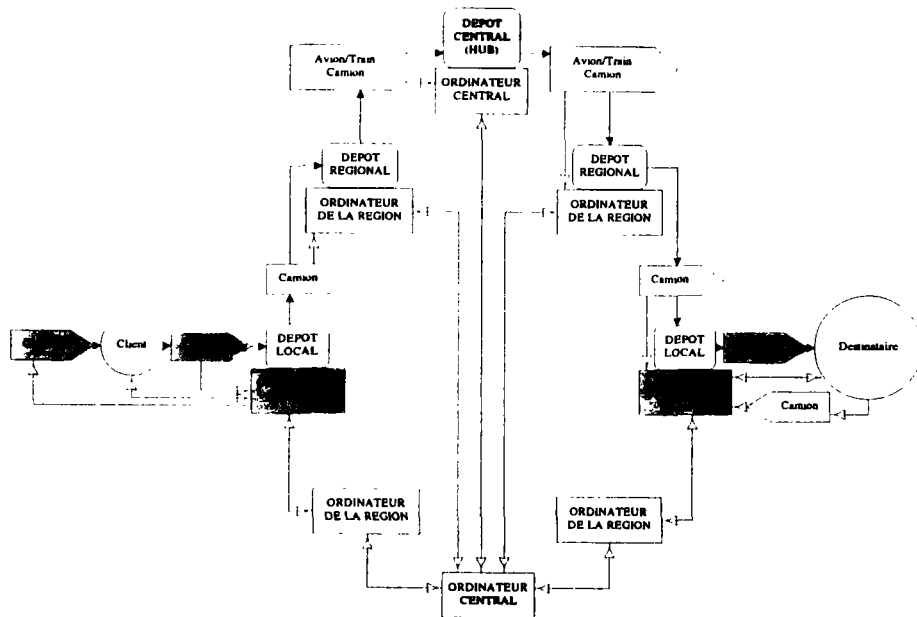 DEPOT
CENTRAL
(HUB)
Avion/Train
Camion
ORDINATEUR
CENTRAL
Avion/Train
Camion
DEPOT
REGIONAL
ORDINATEUR
DE LA REGION
DEPOT
REGIONAL
ORDINATEUR
DE LA REGION
Camion
Camion
Client
DEPOT
LOCAL
DEPOT
LOCAL
Destinataire
Camion
ORDINATEUR
DE LA REGION
ORDINATEUR
DE LA REGION
ORDINATEUR
CENTRAL